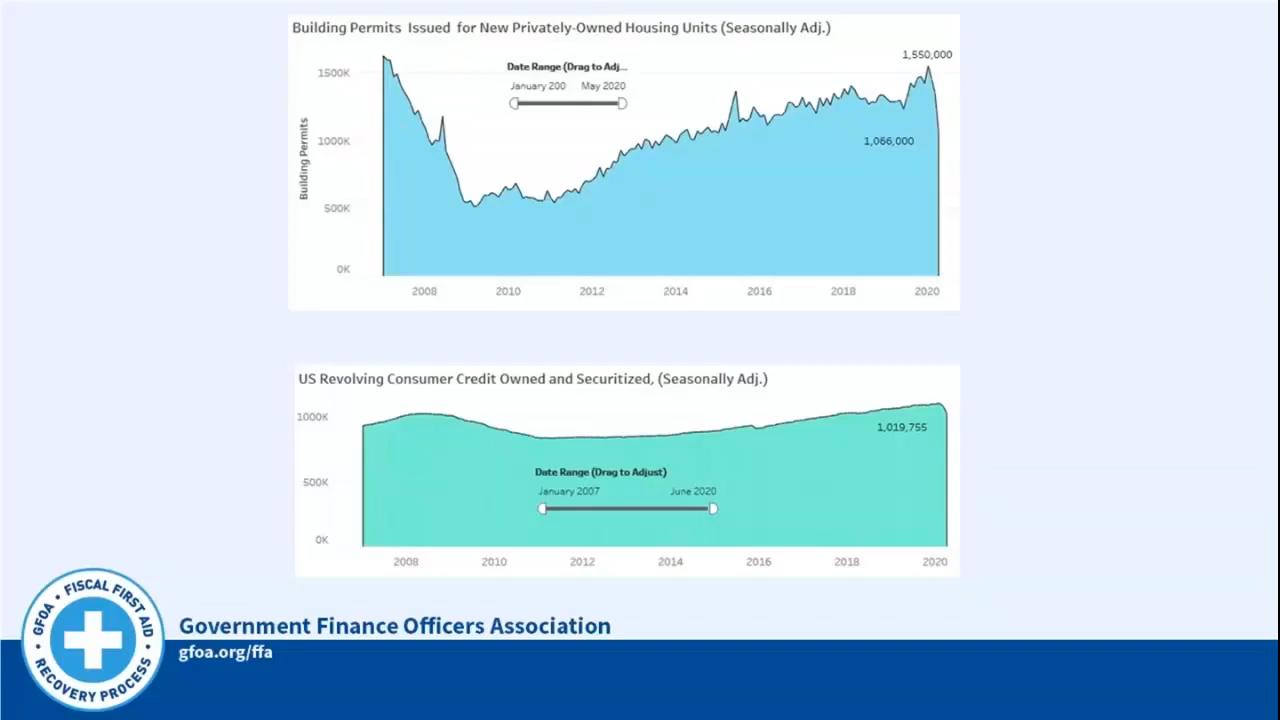 Building Permits Issued for New Privately-Owned Housing Units (Seasonally Adj.)
1,550,000
Date Range (Drag to Adj...
January 200 May 2020
1500K
1000K
500K
0K
Building Permits
1,066,000
2008 2010 2012 2014 2016 2018 2020
US Revolving Consumer Credit Owned and Securitized, (Seasonally Adj.)
1000K
500K
0K
1,019,755
Date Range (Drag to Adjust)
January 2007 June 2020
2008 2010 2012 2014 2016 2018 2020
GFOA • FISCAL FIRST AID • RECOVERY PROCESS •
Government Finance Officers Association
gfoa.org/ffa